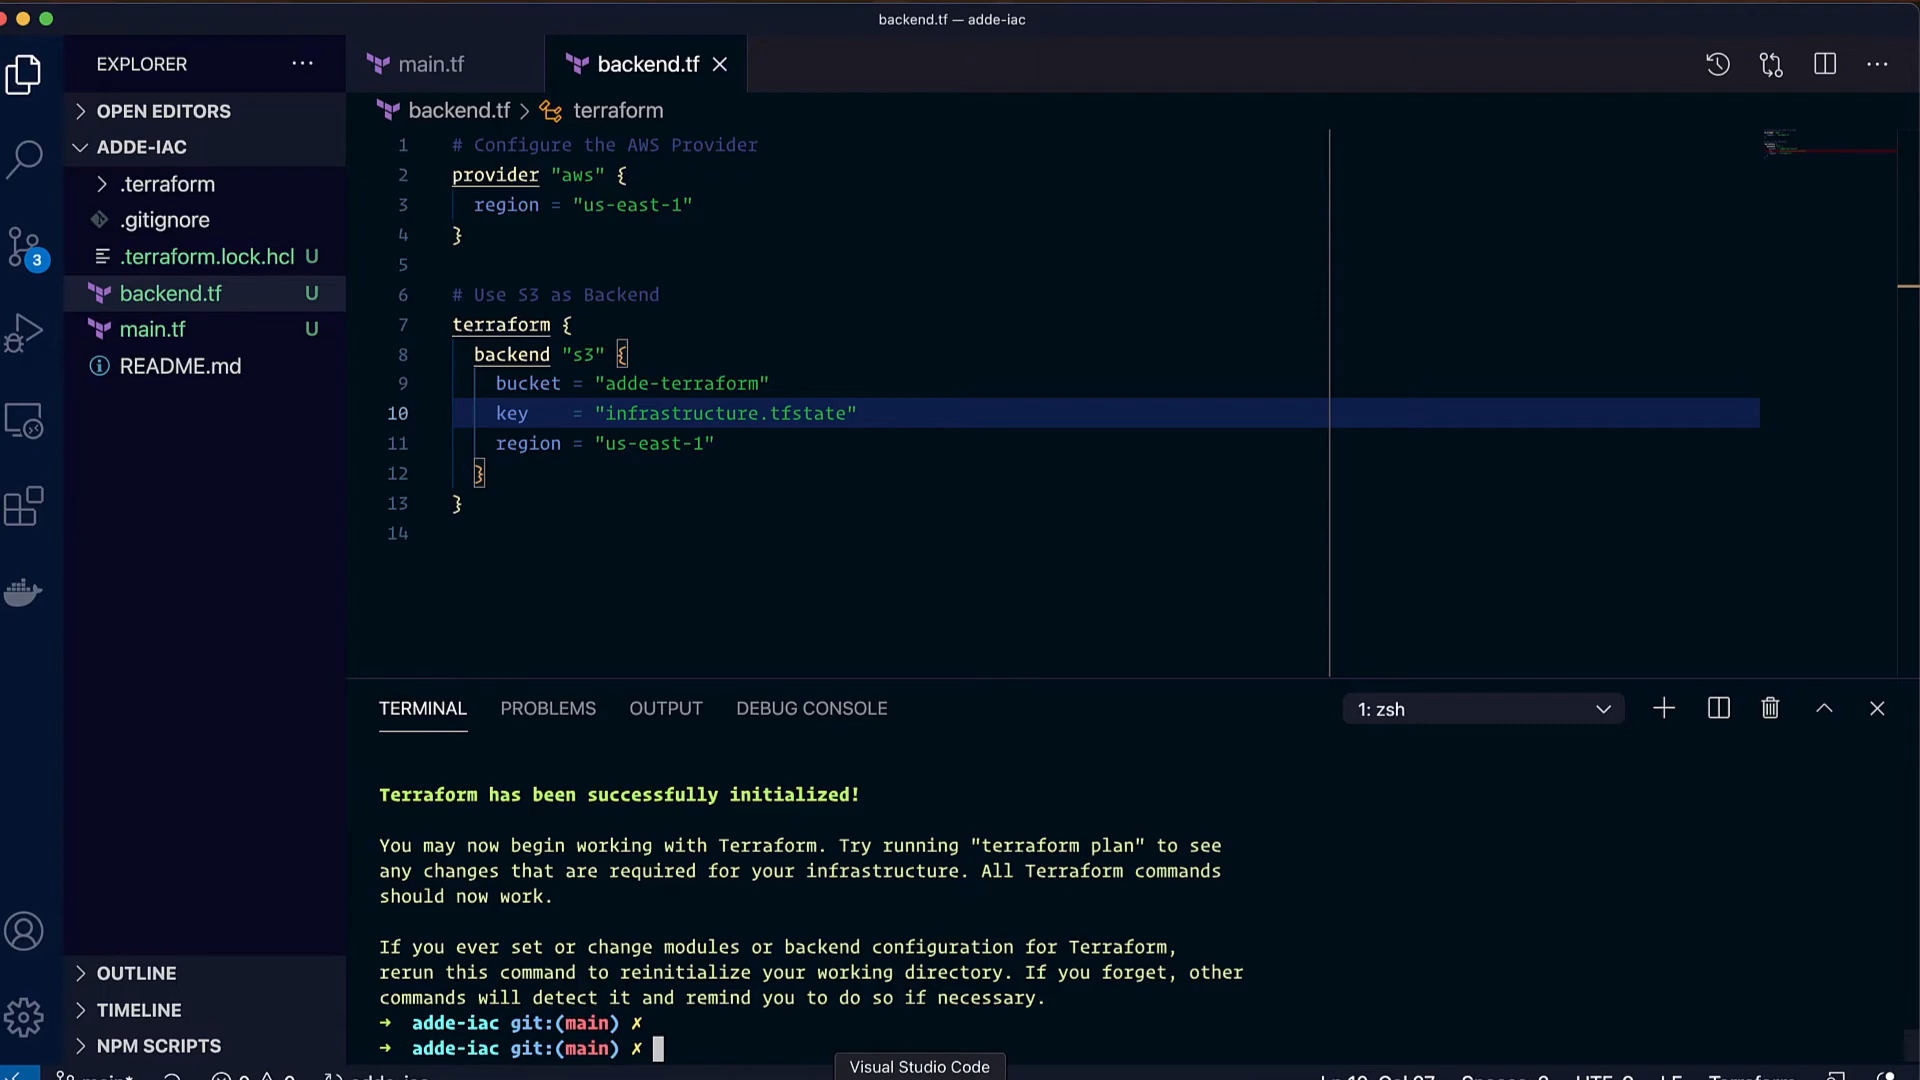 backend.tf — adde-iac
EXPLORER
OPEN EDITORS
ADDE-IAC
.terraform
.gitignore
.terraform.lock.hcl U
backend.tf U
main.tf U
README.md
3
OUTLINE
TIMELINE
NPM SCRIPTS
main.tf
backend.tf
backend.tf > terraform
1 # Configure the AWS Provider
2 provider "aws" {
3 region = "us-east-1"
4 }
5
6 # Use S3 as Backend
7 terraform {
8 backend "s3" {
9 bucket = "adde-terraform"
10 key = "infrastructure.tfstate"
11 region = "us-east-1"
12 }
13 }
14
TERMINAL PROBLEMS OUTPUT DEBUG CONSOLE 1: zsh
Terraform has been successfully initialized!
You may now begin working with Terraform. Try running "terraform plan" to see
any changes that are required for your infrastructure. All Terraform commands
should now work.
If you ever set or change modules or backend configuration for Terraform,
rerun this command to reinitialize your working directory. If you forget, other
commands will detect it and remind you to do so if necessary.
→ adde-iac git:(main) ✗
→ adde-iac git:(main) ✗
Visual Studio Code